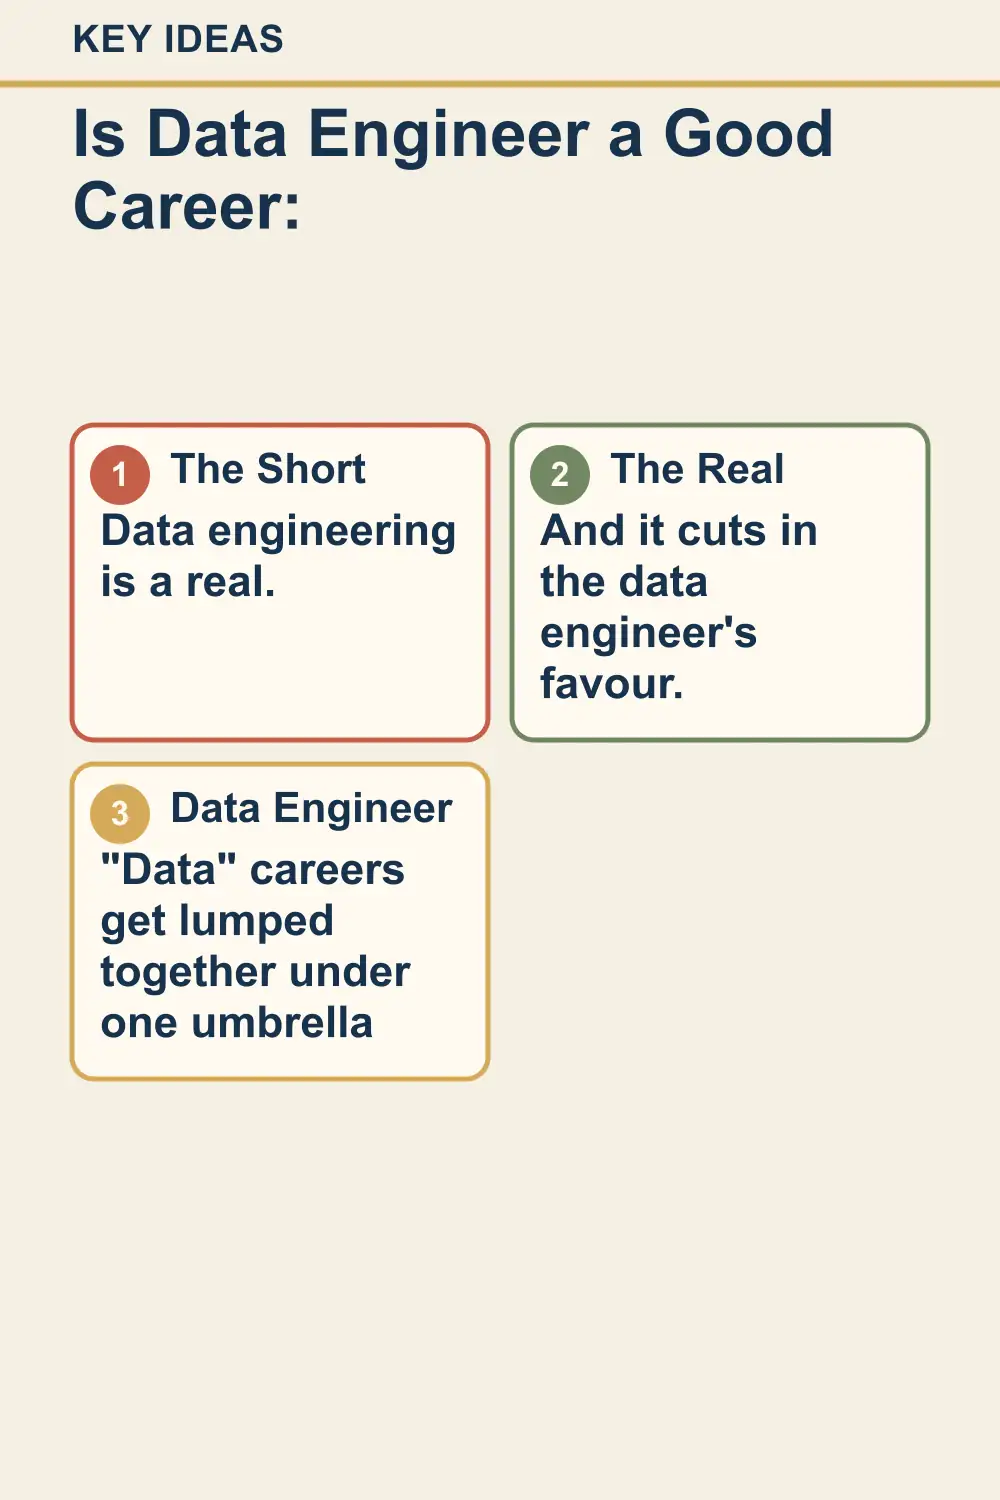 KEY IDEAS
Is Data Engineer a Good
Career:
1 The Short
Data engineering
is a real.
2 The Real
And it cuts in
the data
engineer's
favour.
3 Data Engineer
"Data" careers
get lumped
together under
one umbrella